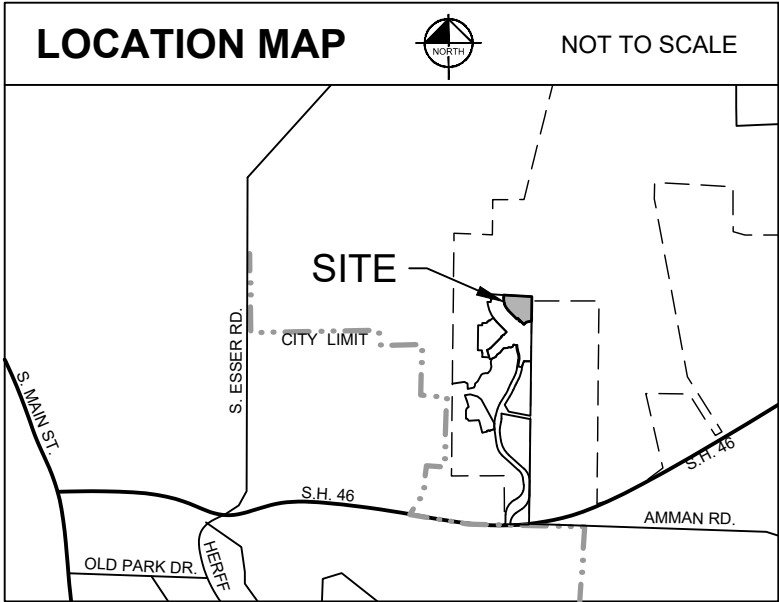 LOCATION MAP
NORTH
NOT TO SCALE
SITE
CITY LIMIT
S. ESSER RD.
S. MAIN ST.
S.H. 46
S.H. 46
AMMAN RD.
OLD PARK DR.
HERFF